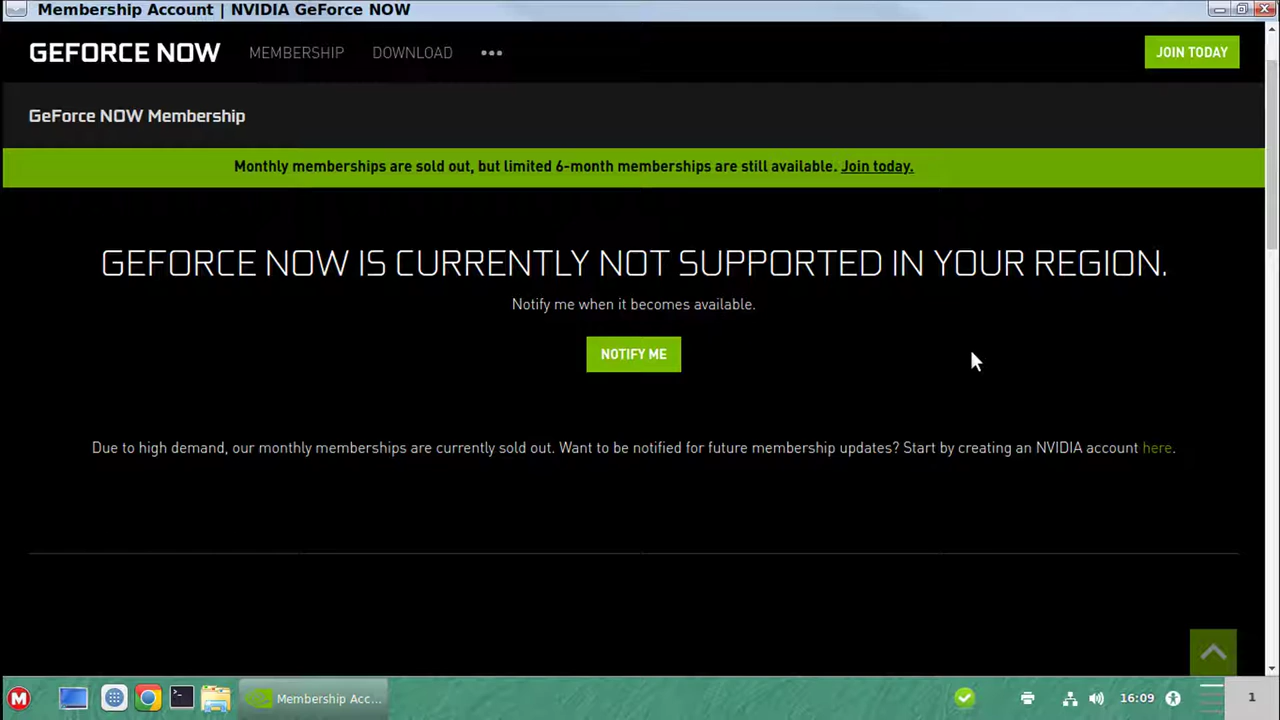 Membership Account | NVIDIA GeForce NOW
GEFORCE NOW MEMBERSHIP DOWNLOAD ••• JOIN TODAY
GeForce NOW Membership
Monthly memberships are sold out, but limited 6-month memberships are still available. Join today.
GEFORCE NOW IS CURRENTLY NOT SUPPORTED IN YOUR REGION.
Notify me when it becomes available.
NOTIFY ME
Due to high demand, our monthly memberships are currently sold out. Want to be notified for future membership updates? Start by creating an NVIDIA account here.
M Membership Acc... 16:09 1